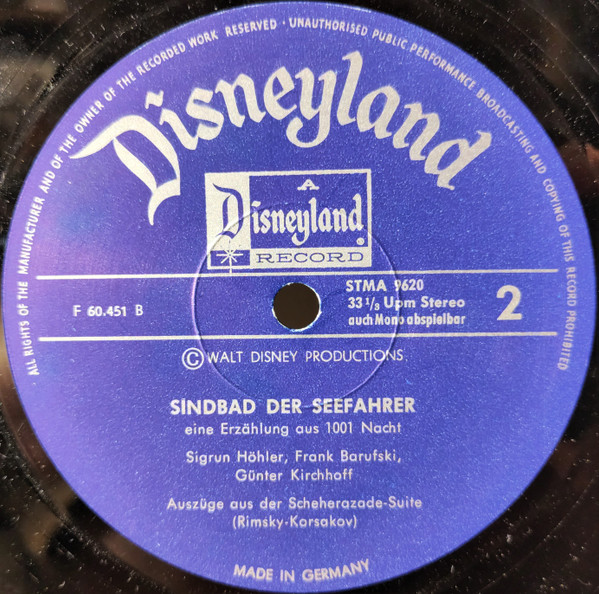 ALL RIGHTS OF THE MANUFACTURER AND OF THE OWNER OF THE RECORDED WORK RESERVED · UNAUTHORISED PUBLIC PERFORMANCE BROADCASTING AND COPYING OF THIS RECORD PROHIBITED
Disneyland
A
Disneyland
RECORD
F 60.451 B
STMA 9620
33 1/3 Upm Stereo
auch Mono abspielbar
2
© WALT DISNEY PRODUCTIONS.
SINDBAD DER SEEFAHRER
eine Erzählung aus 1001 Nacht
Sigrun Höhler, Frank Barufski,
Günter Kirchhoff
Auszüge aus der Scheherazade-Suite
(Rimsky-Korsakov)
MADE IN GERMANY